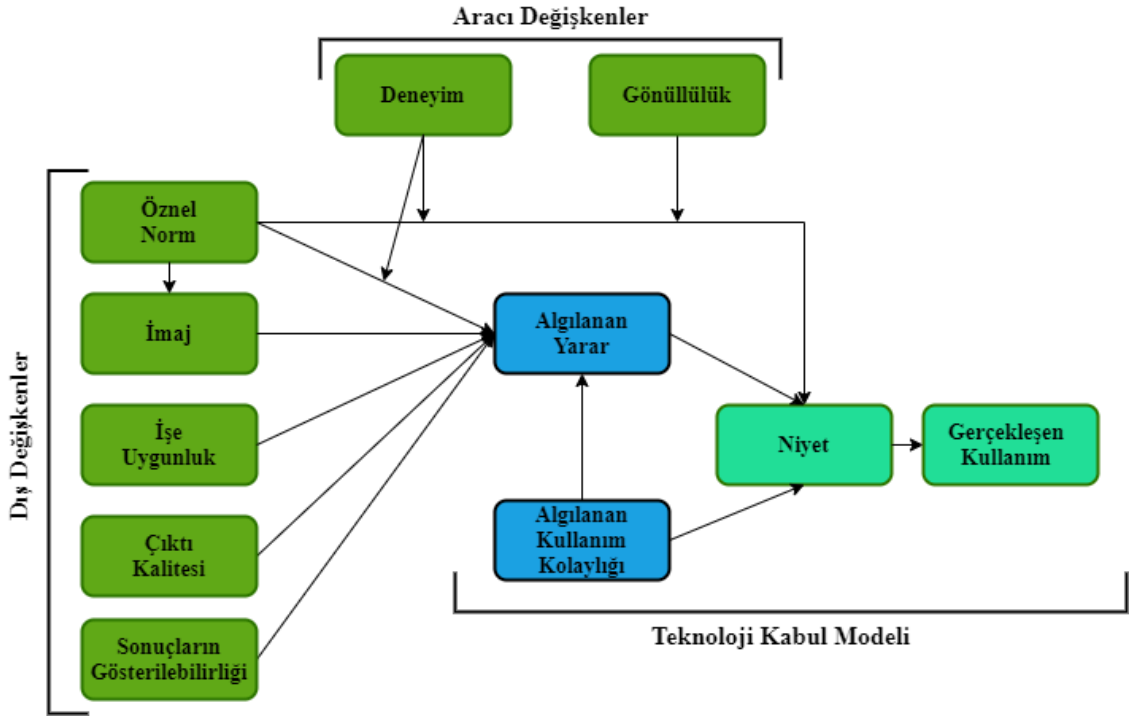 Aracı Değişkenler
Deneyim
Gönüllülük
Dış Değişkenler
Öznel
Norm
İmaj
İşe
Uygunluk
Çıktı
Kalitesi
Sonuçların
Gösterilebilirliği
Algılanan
Yarar
Algılanan
Kullanım
Kolaylığı
Niyet
Gerçekleşen
Kullanım
Teknoloji Kabul Modeli